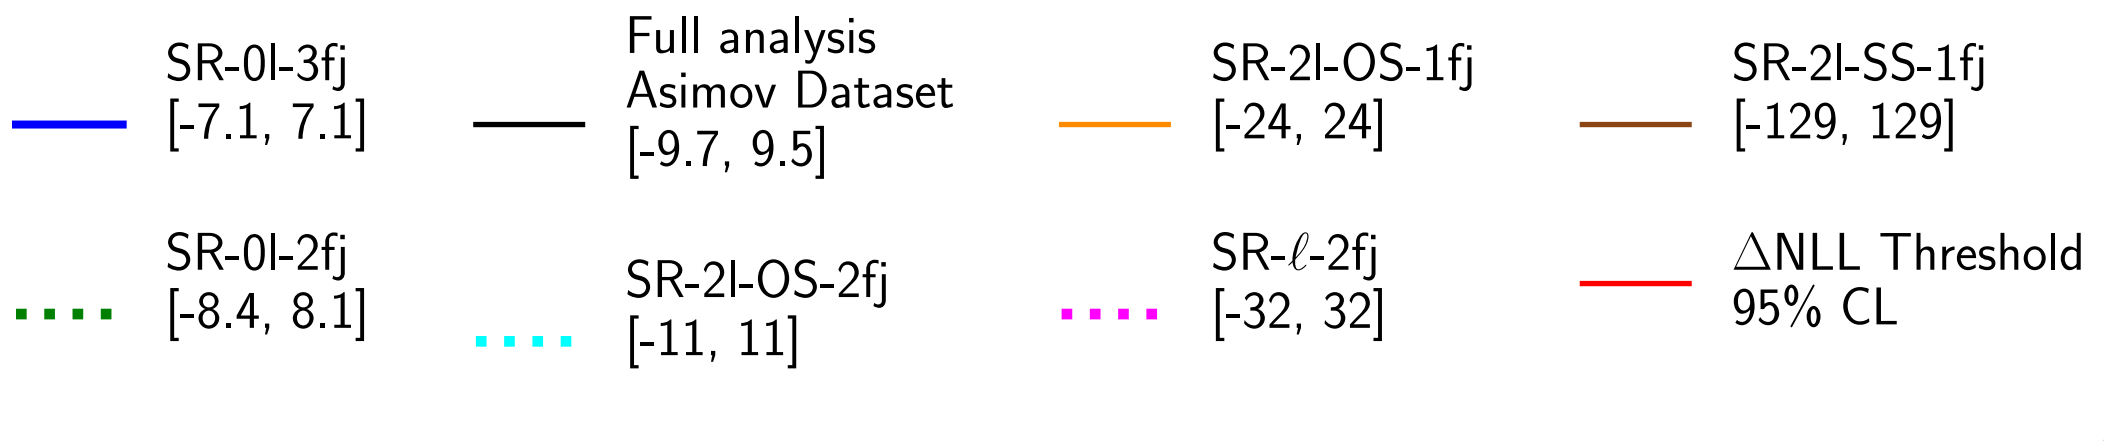 SR-0l-3fj
[-7.1, 7.1]
Full analysis
Asimov Dataset
[-9.7, 9.5]
SR-2l-OS-1fj
[-24, 24]
SR-2l-SS-1fj
[-129, 129]
SR-0l-2fj
[-8.4, 8.1]
SR-2l-OS-2fj
[-11, 11]
SR-ℓ-2fj
[-32, 32]
△NLL Threshold
95% CL